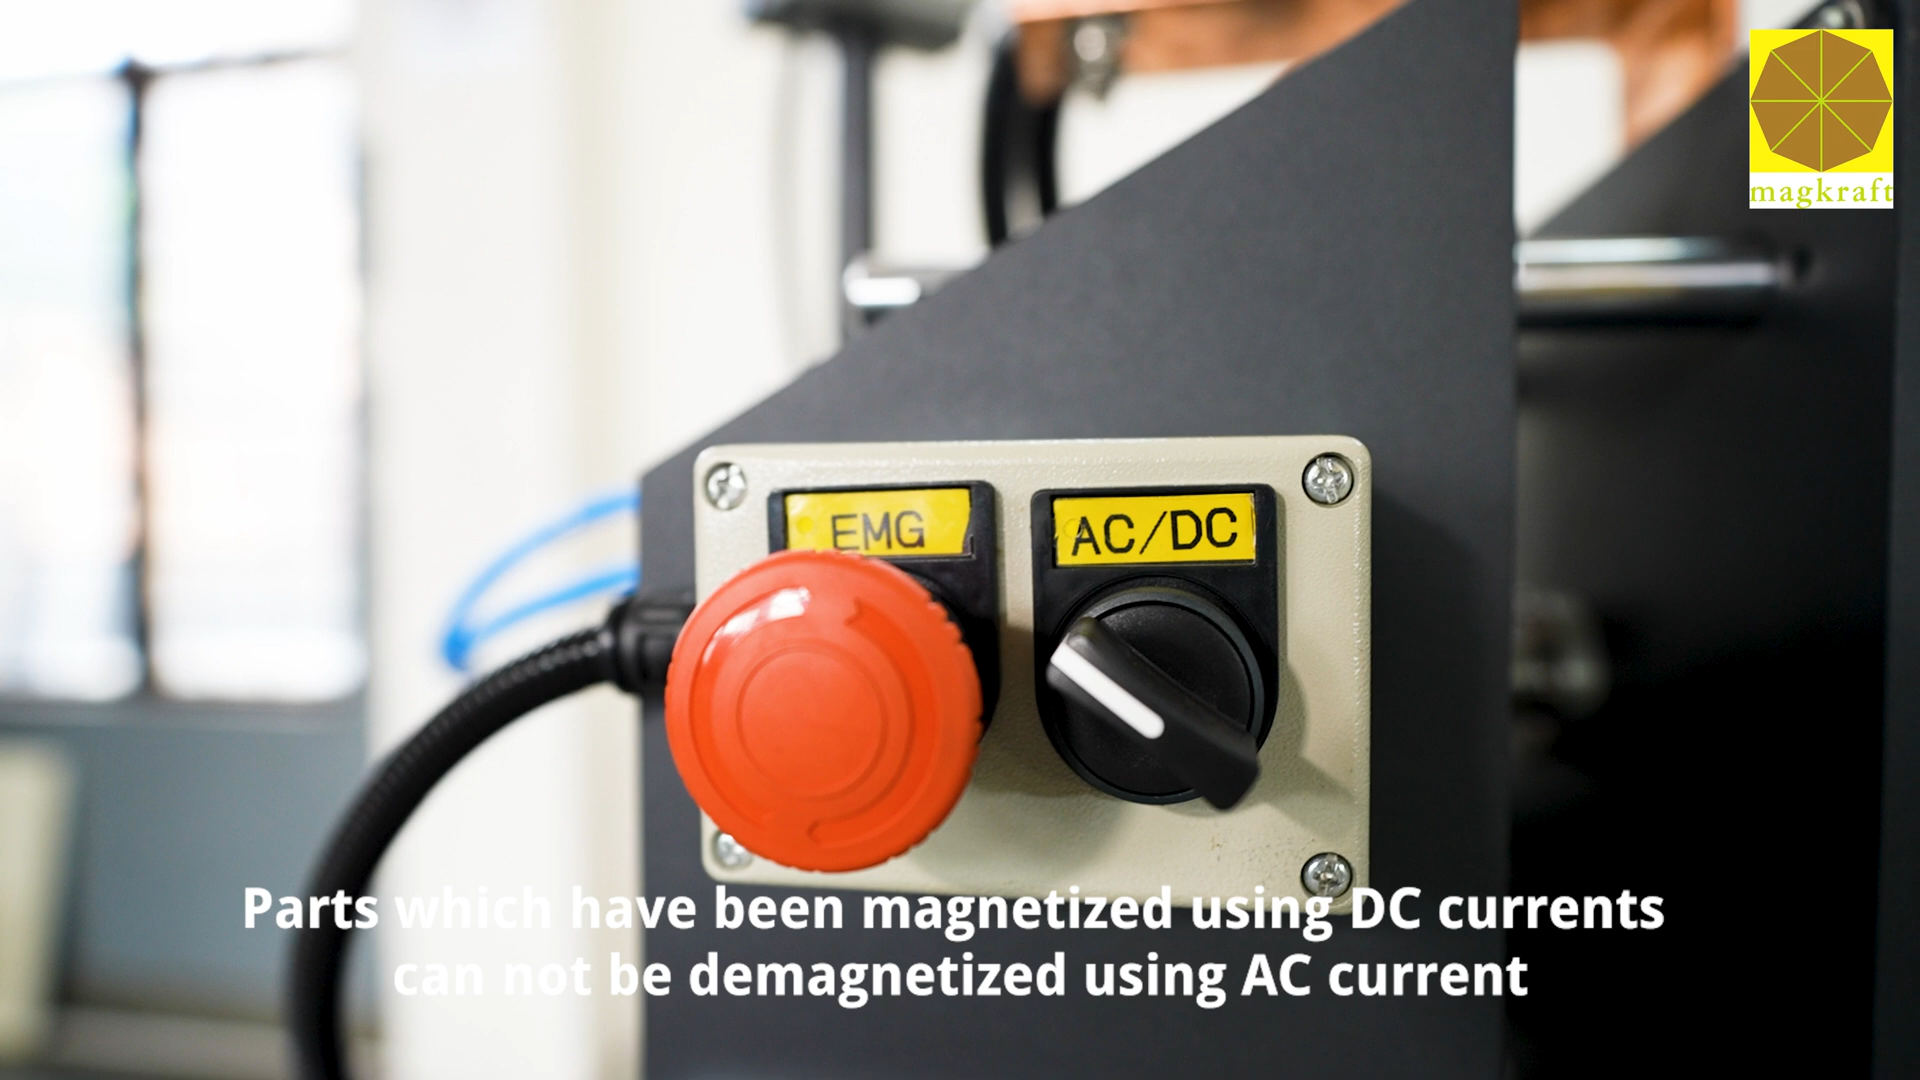 magkraft
EMG
AC/DC
Parts which have been magnetized using DC currents
can not be demagnetized using AC current